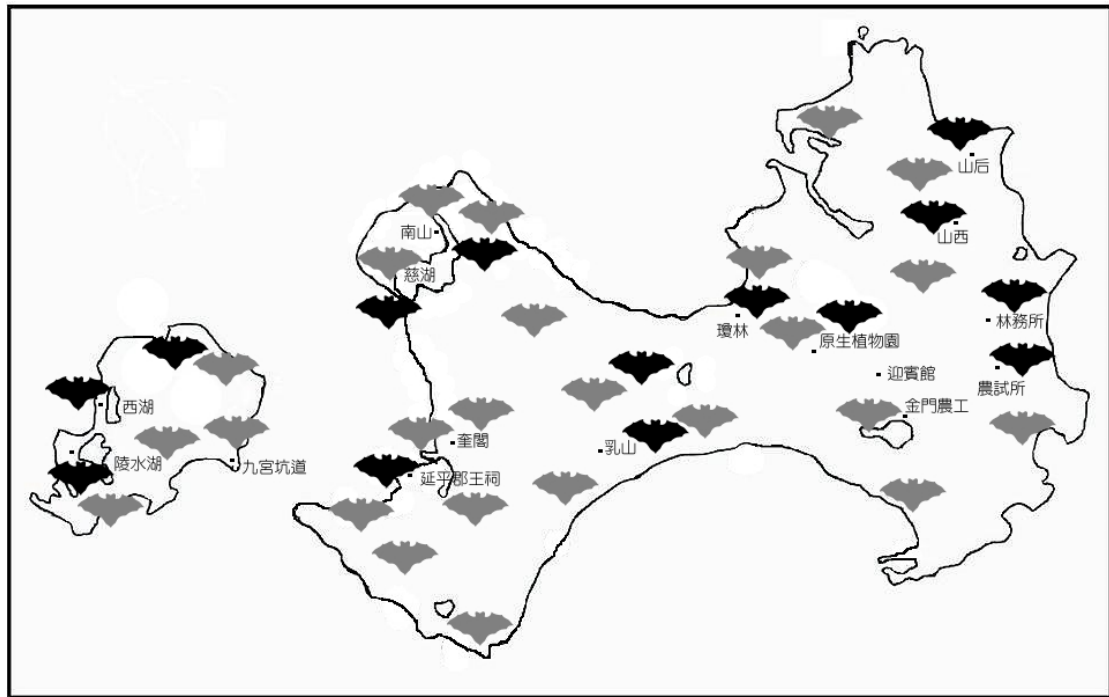 山后
山西
南山
慈湖
林務所
瓊林
原生植物園
迎賓館
農試所
西湖
金門農工
奎閣
乳山
陵水湖
九宮坑道
延平郡王祠